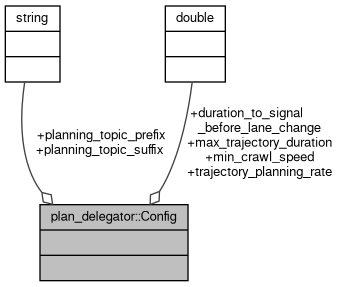 string
double
+planning_topic_prefix
+planning_topic_suffix
+duration_to_signal
_before_lane_change
+max_trajectory_duration
+min_crawl_speed
+trajectory_planning_rate
plan_delegator::Config